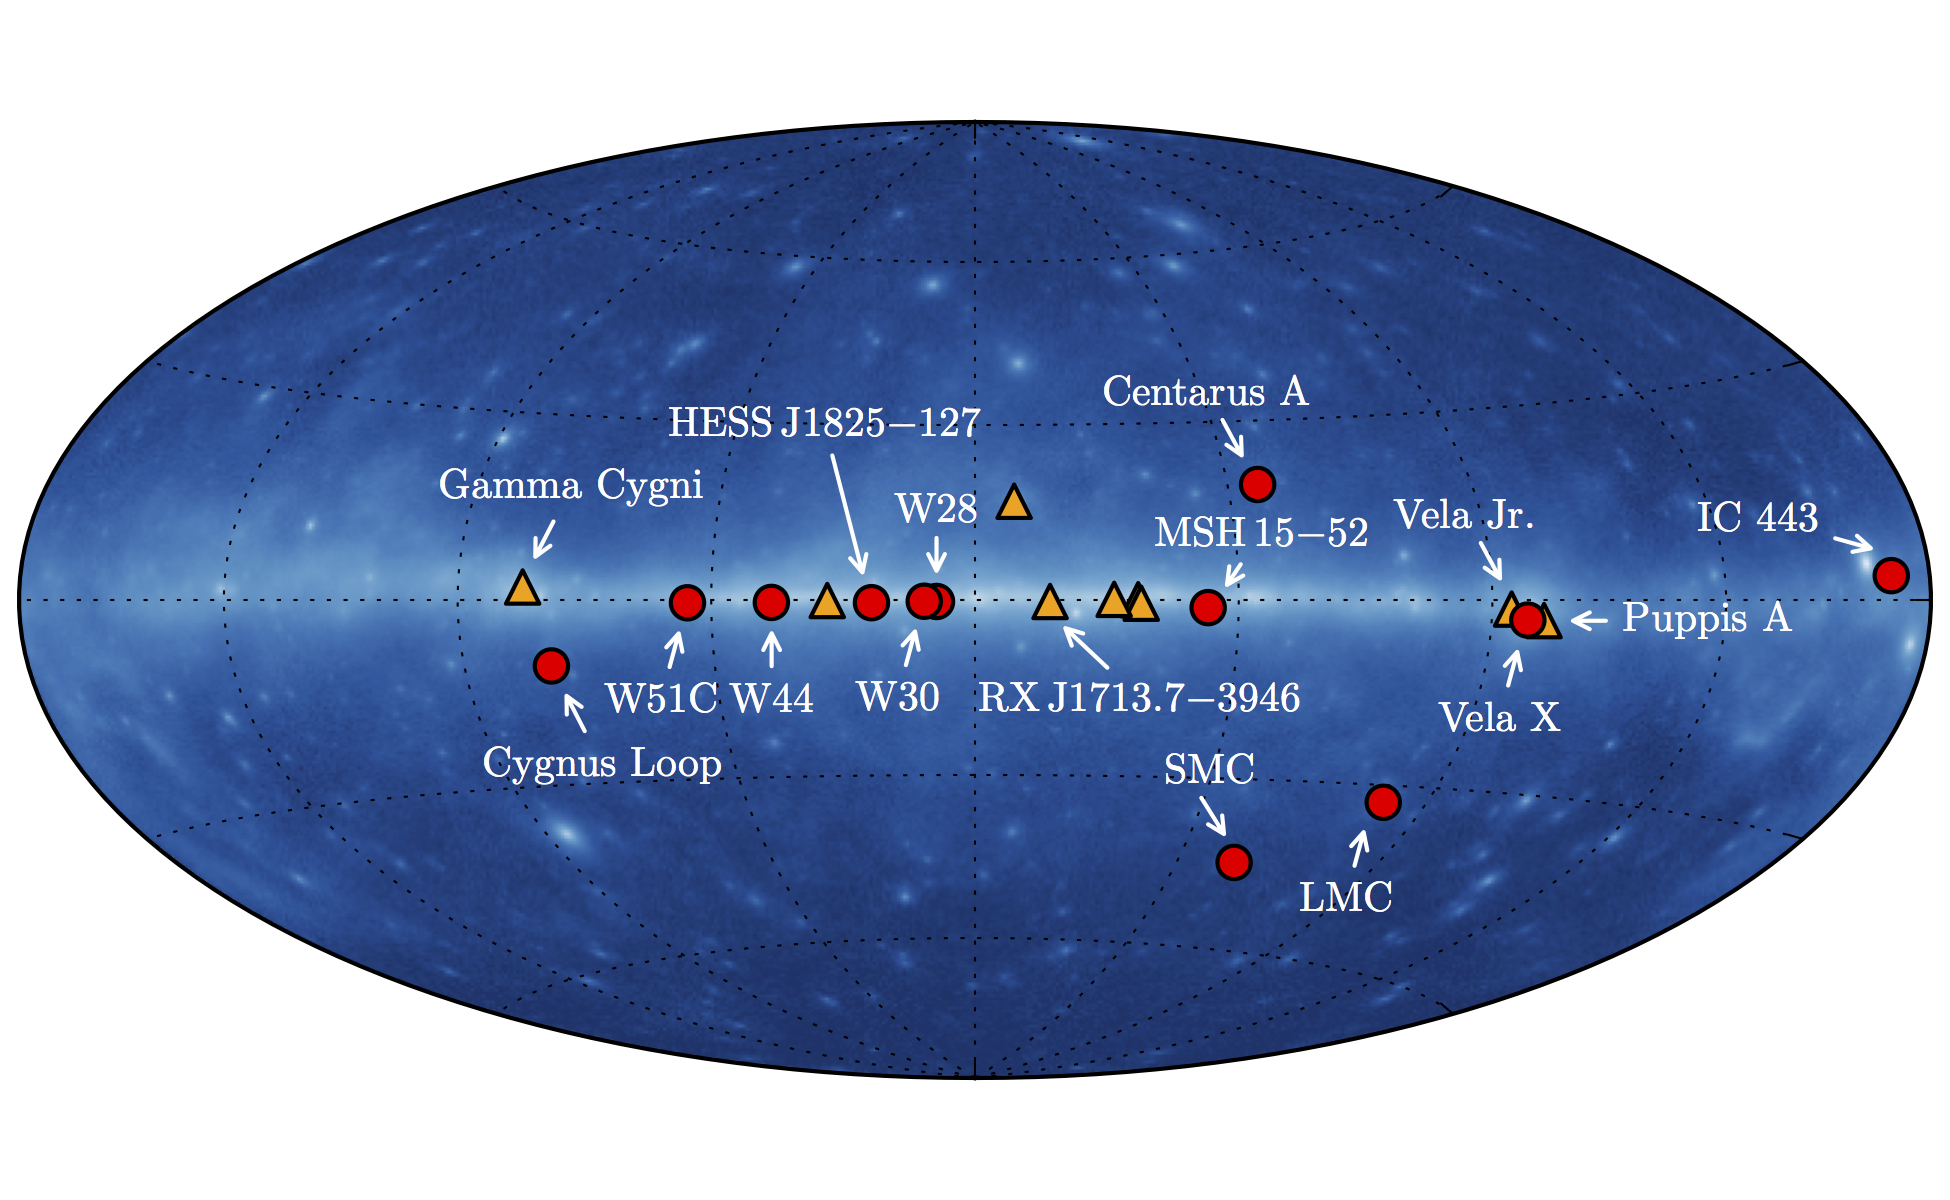 Centarus A
HESS J1825−127
Gamma Cygni
W28
MSH 15−52
Vela Jr.
IC 443
Puppis A
W51C
W44
W30
RX J1713.7−3946
Vela X
Cygnus Loop
SMC
LMC